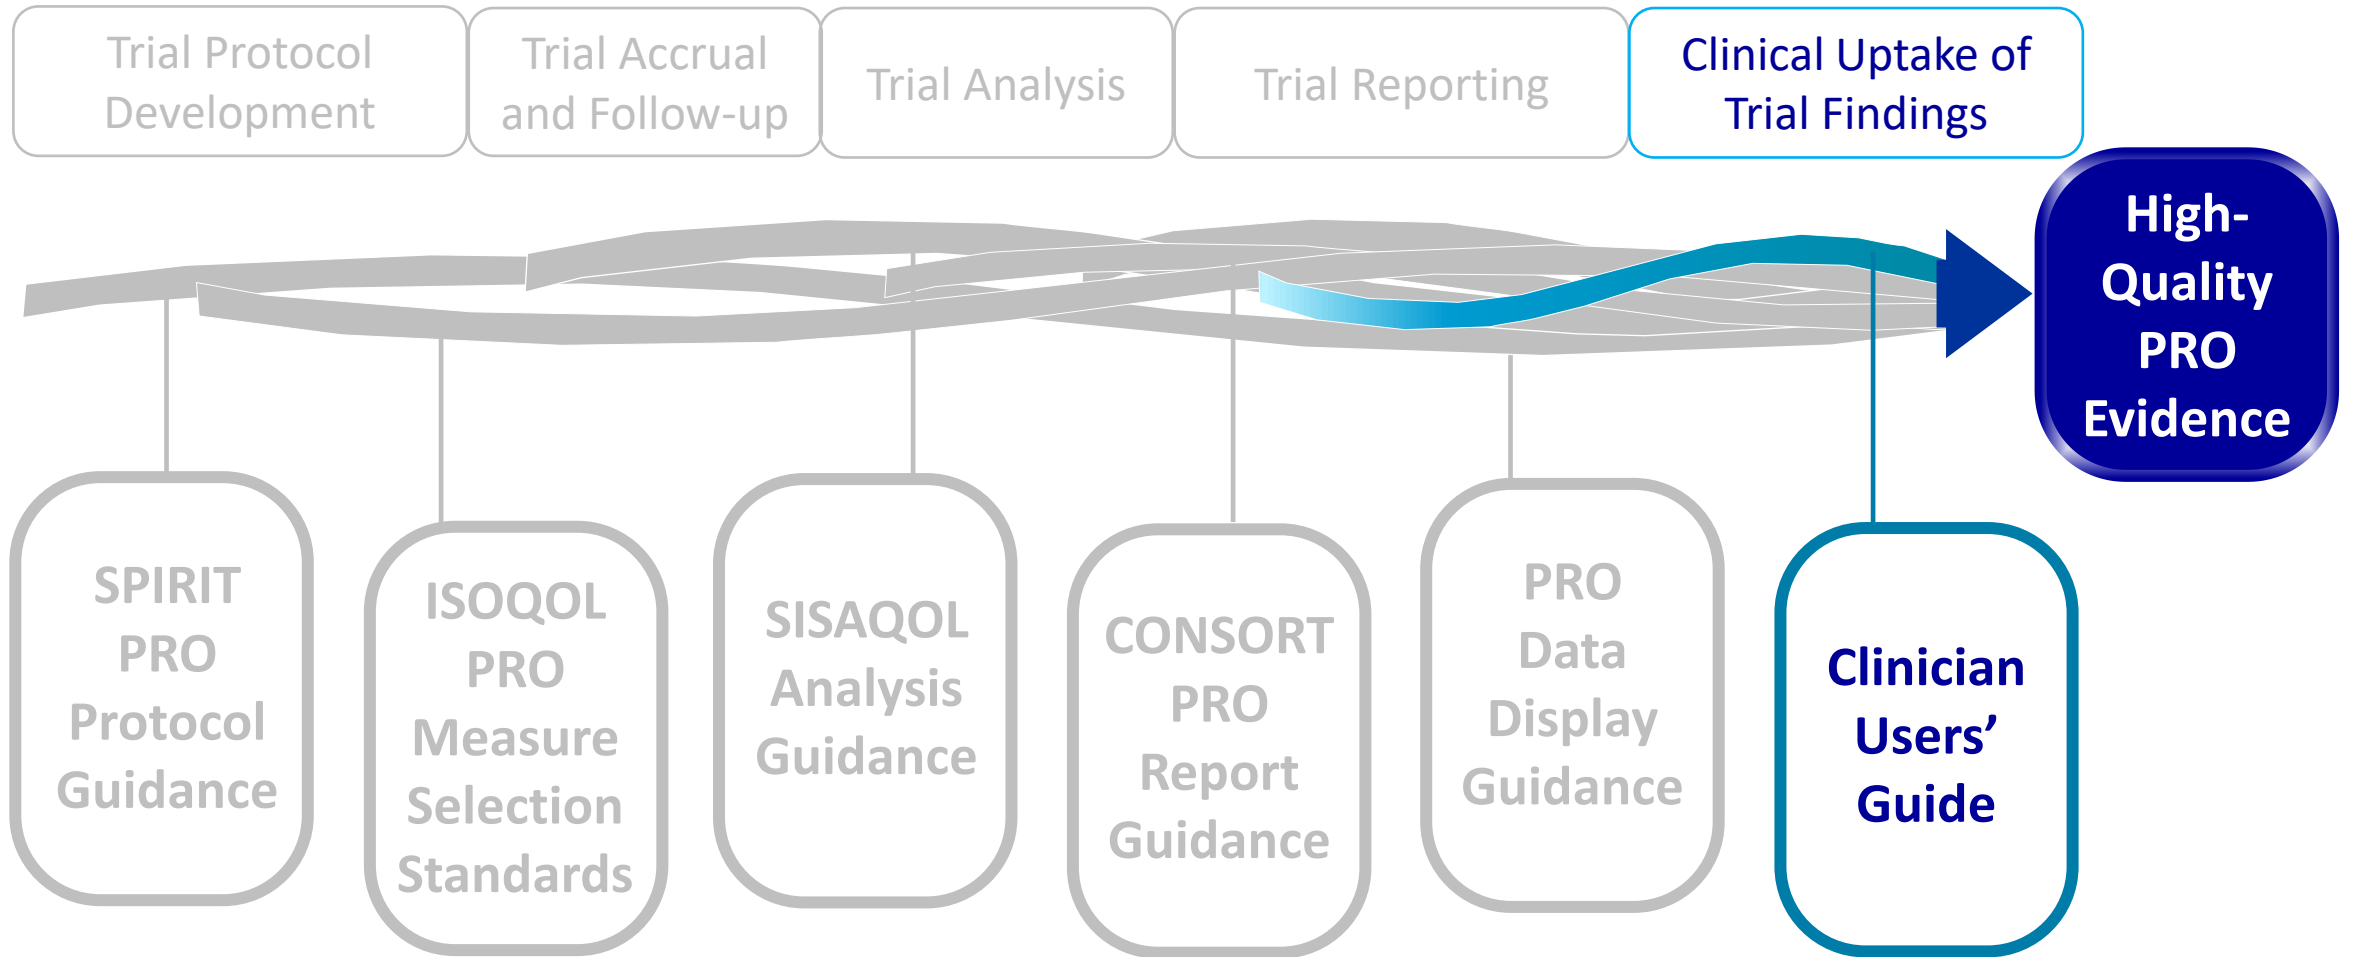 Trial Protocol
Development
Trial Accrual
and Follow-up
Trial Analysis
Trial Reporting
Clinical Uptake of
Trial Findings
High-
Quality
PRO
Evidence
SPIRIT
PRO
Protocol
Guidance
ISOQOL
PRO
Measure
Selection
Standards
SISAQOL
Analysis
Guidance
CONSORT
PRO
Report
Guidance
PRO
Data
Display
Guidance
Clinician
Users’
Guide